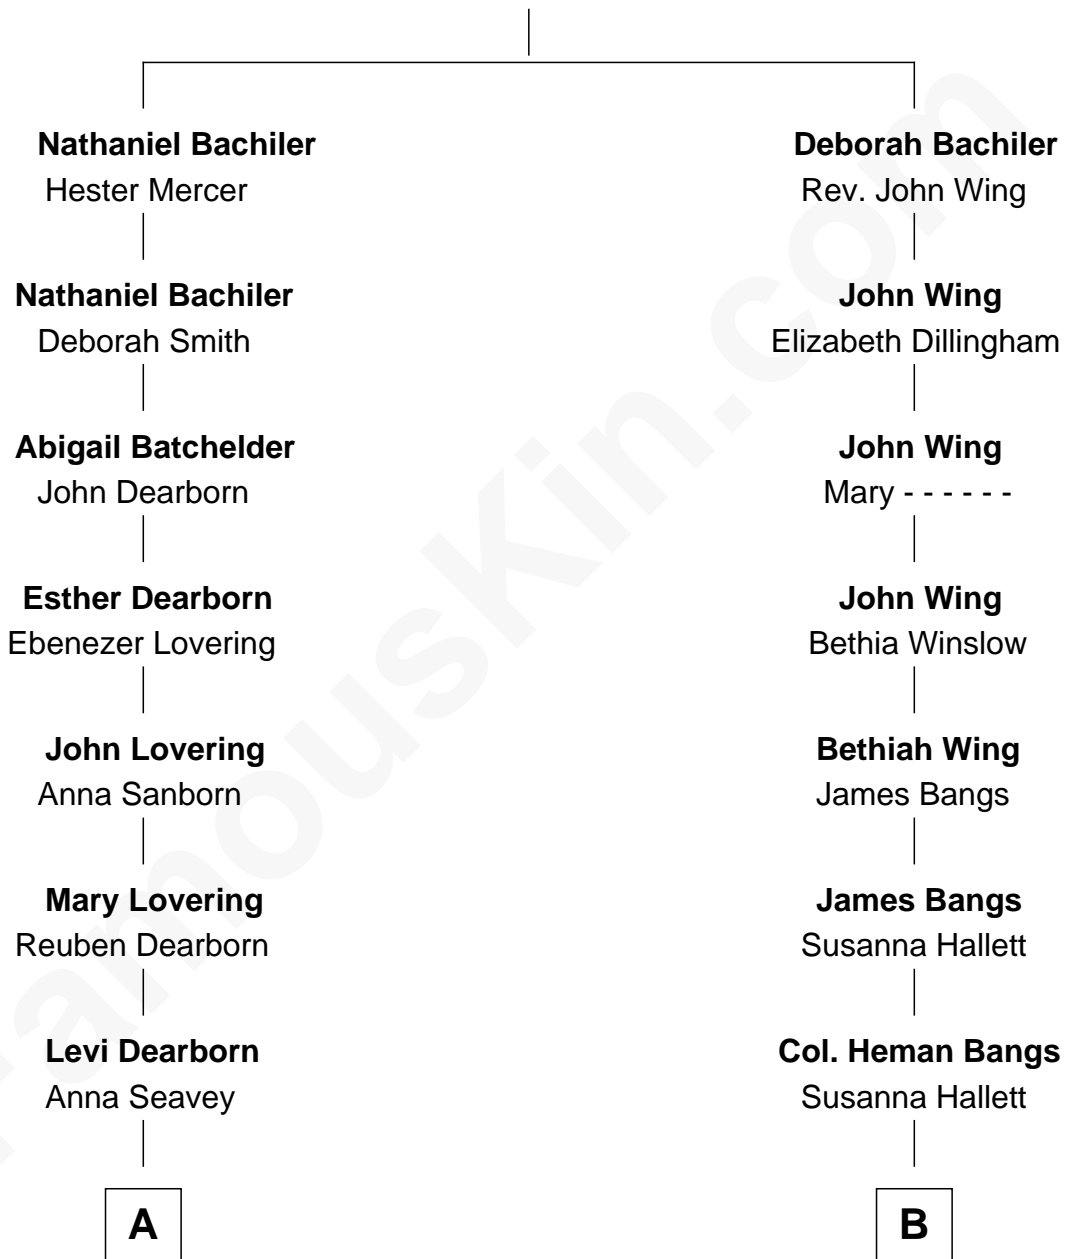 Nathaniel Bachiler
Hester Mercer
Deborah Bachiler
Rev. John Wing
Nathaniel Bachiler
Deborah Smith
John Wing
Elizabeth Dillingham
Abigail Batchelder
John Dearborn
John Wing
Mary - - - - - -
Esther Dearborn
Ebenezer Lovering
John Wing
Bethia Winslow
John Lovering
Anna Sanborn
Bethiah Wing
James Bangs
Mary Lovering
Reuben Dearborn
James Bangs
Susanna Hallett
Levi Dearborn
Anna Seavey
Col. Heman Bangs
Susanna Hallett
A
B
FamousKin.com